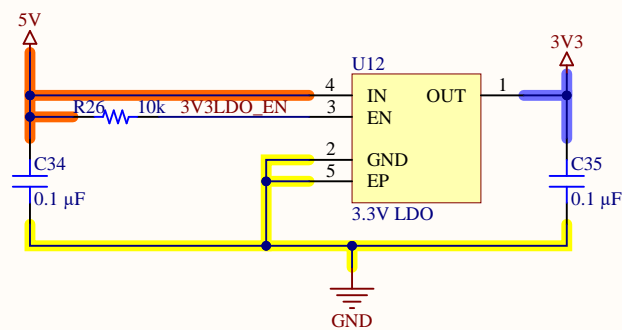 5V
3V3
U12
R26
10k
3V3LDO_EN
4
3
2
5
1
IN
EN
GND
EP
OUT
C34
0.1 µF
C35
0.1 µF
3.3V LDO
GND